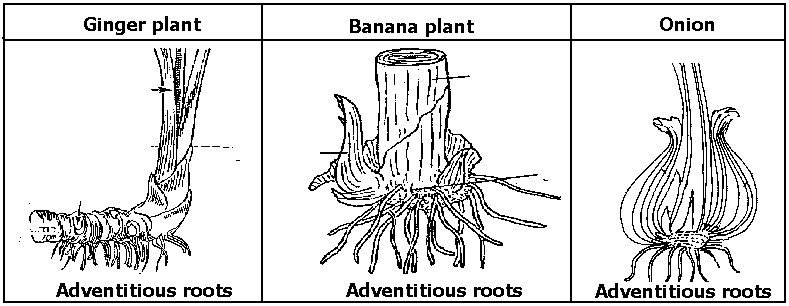 Ginger plant
Banana plant
Onion
Adventitious roots
Adventitious roots
Adventitious roots